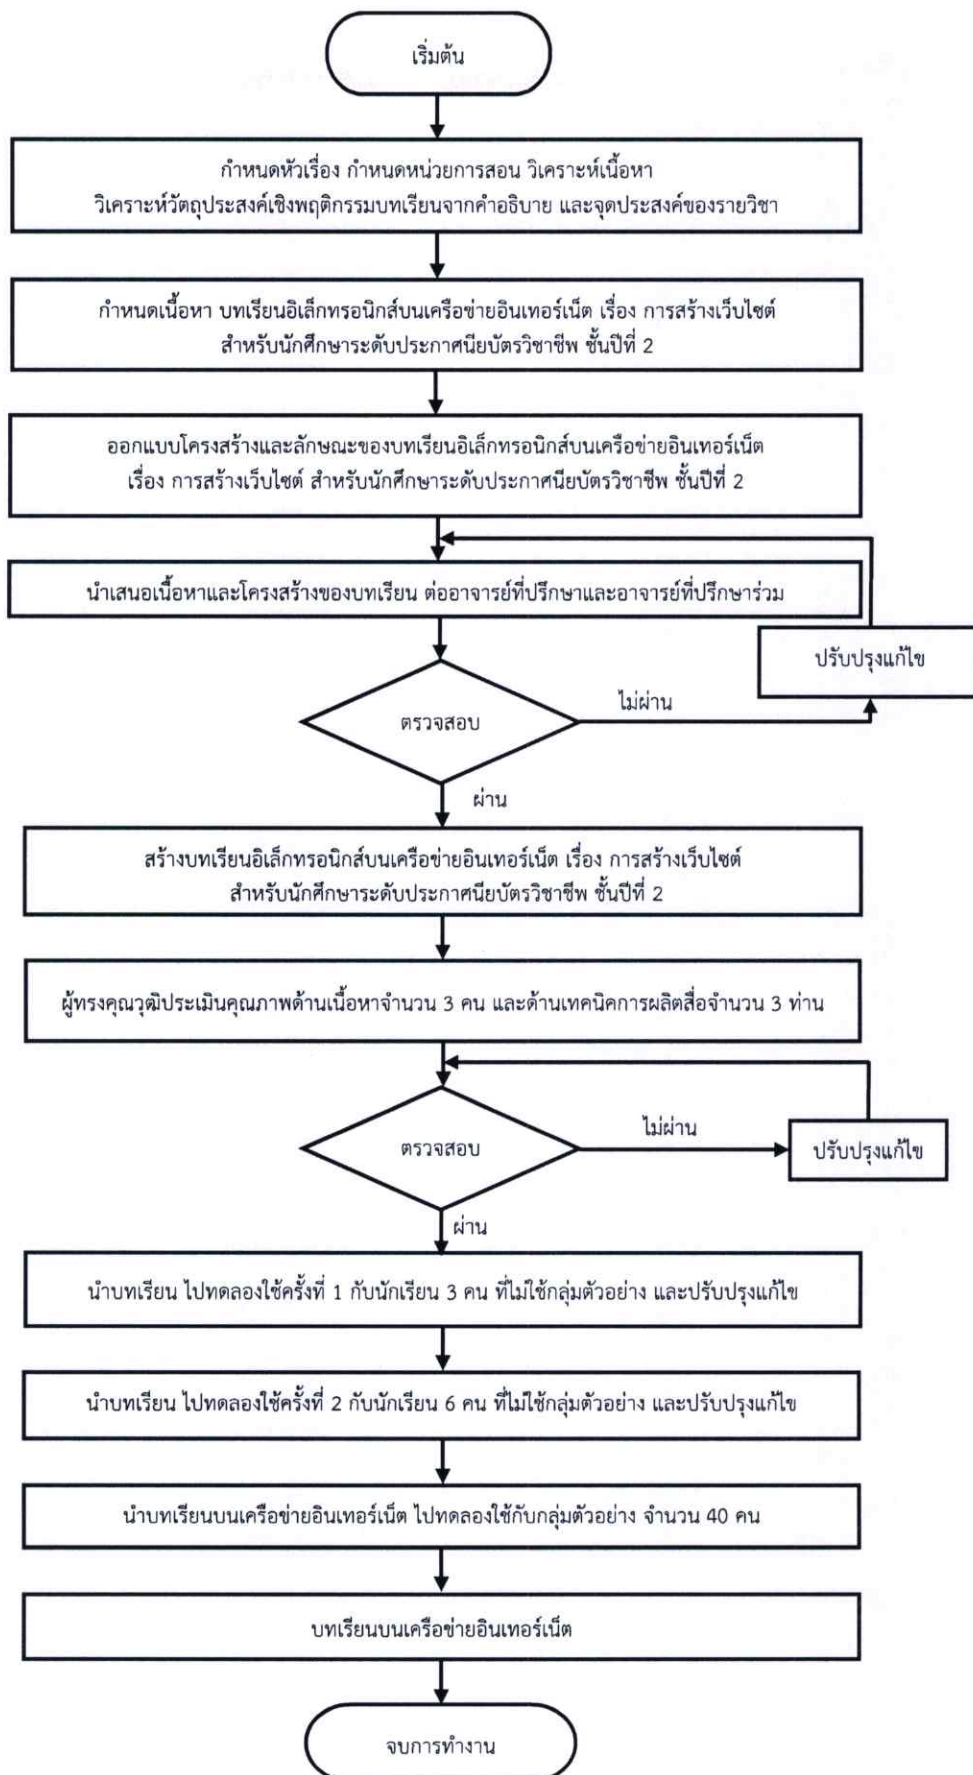 เริ่มต้น
กำหนดหัวเรื่อง กำหนดหน่วยการสอน วิเคราะห์เนื้อหา
วิเคราะห์วัตถุประสงค์เชิงพฤติกรรมบทเรียนจากคำอธิบาย และจุดประสงค์ของรายวิชา
กำหนดเนื้อหา บทเรียนอิเล็กทรอนิกส์บนเครือข่ายอินเทอร์เน็ต เรื่อง การสร้างเว็บไซต์
สำหรับนักศึกษาระดับประกาศนียบัตรวิชาชีพ ชั้นปีที่ 2
ออกแบบโครงสร้างและลักษณะของบทเรียนอิเล็กทรอนิกส์บนเครือข่ายอินเทอร์เน็ต
เรื่อง การสร้างเว็บไซต์ สำหรับนักศึกษาระดับประกาศนียบัตรวิชาชีพ ชั้นปีที่ 2
นำเสนอเนื้อหาและโครงสร้างของบทเรียน ต่ออาจารย์ที่ปรึกษาและอาจารย์ที่ปรึกษาร่วม
ปรับปรุงแก้ไข
ไม่ผ่าน
ตรวจสอบ
ผ่าน
สร้างบทเรียนอิเล็กทรอนิกส์บนเครือข่ายอินเทอร์เน็ต เรื่อง การสร้างเว็บไซต์
สำหรับนักศึกษาระดับประกาศนียบัตรวิชาชีพ ชั้นปีที่ 2
ผู้ทรงคุณวุฒิประเมินคุณภาพด้านเนื้อหาจำนวน 3 คน และด้านเทคนิคการผลิตสื่อจำนวน 3 ท่าน
ไม่ผ่าน
ตรวจสอบ
ปรับปรุงแก้ไข
ผ่าน
นำบทเรียน ไปทดลองใช้ครั้งที่ 1 กับนักเรียน 3 คน ที่ไม่ใช้กลุ่มตัวอย่าง และปรับปรุงแก้ไข
นำบทเรียน ไปทดลองใช้ครั้งที่ 2 กับนักเรียน 6 คน ที่ไม่ใช้กลุ่มตัวอย่าง และปรับปรุงแก้ไข
นำบทเรียนบนเครือข่ายอินเทอร์เน็ต ไปทดลองใช้กับกลุ่มตัวอย่าง จำนวน 40 คน
บทเรียนบนเครือข่ายอินเทอร์เน็ต
จบการทำงาน